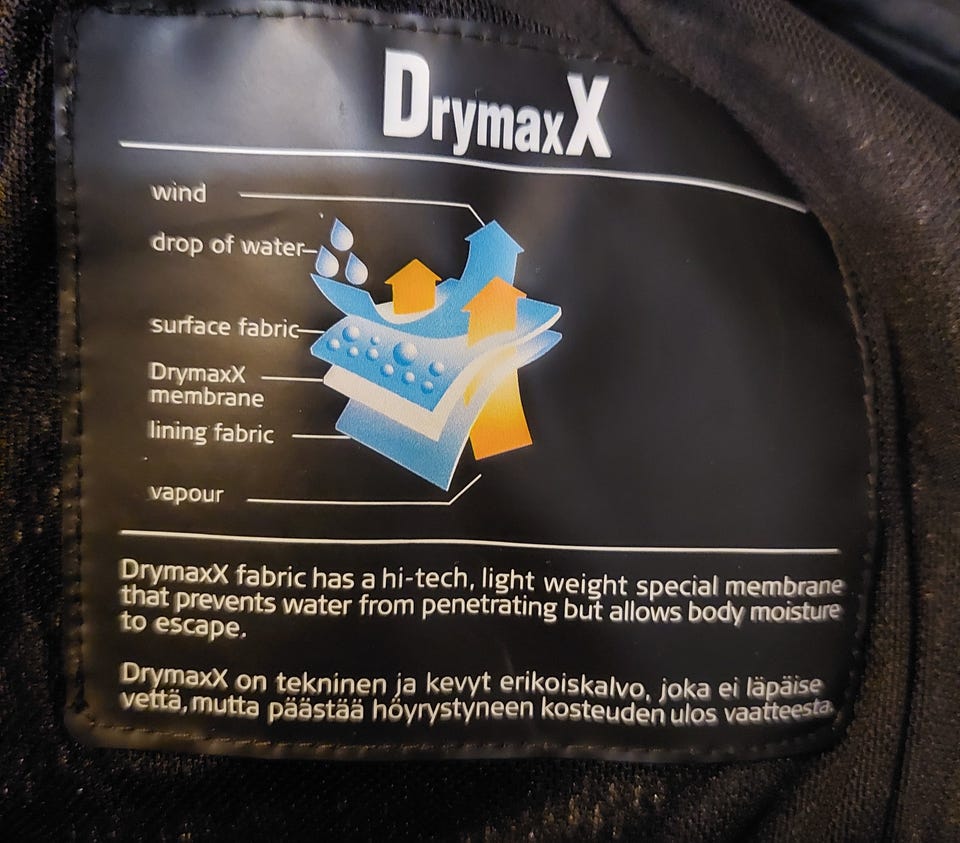 DrymaxX
wind
drop of water
surface fabric
DrymaxX
membrane
lining fabric
vapour
DrymaxX fabric has a hi-tech, light weight special membrane
that prevents water from penetrating but allows body moisture
to escape.
DrymaxX on tekninen ja kevyt erikoiskalvo, joka ei läpäise
vettä, mutta päästää höyrystyneen kosteuden ulos vaatteesta.